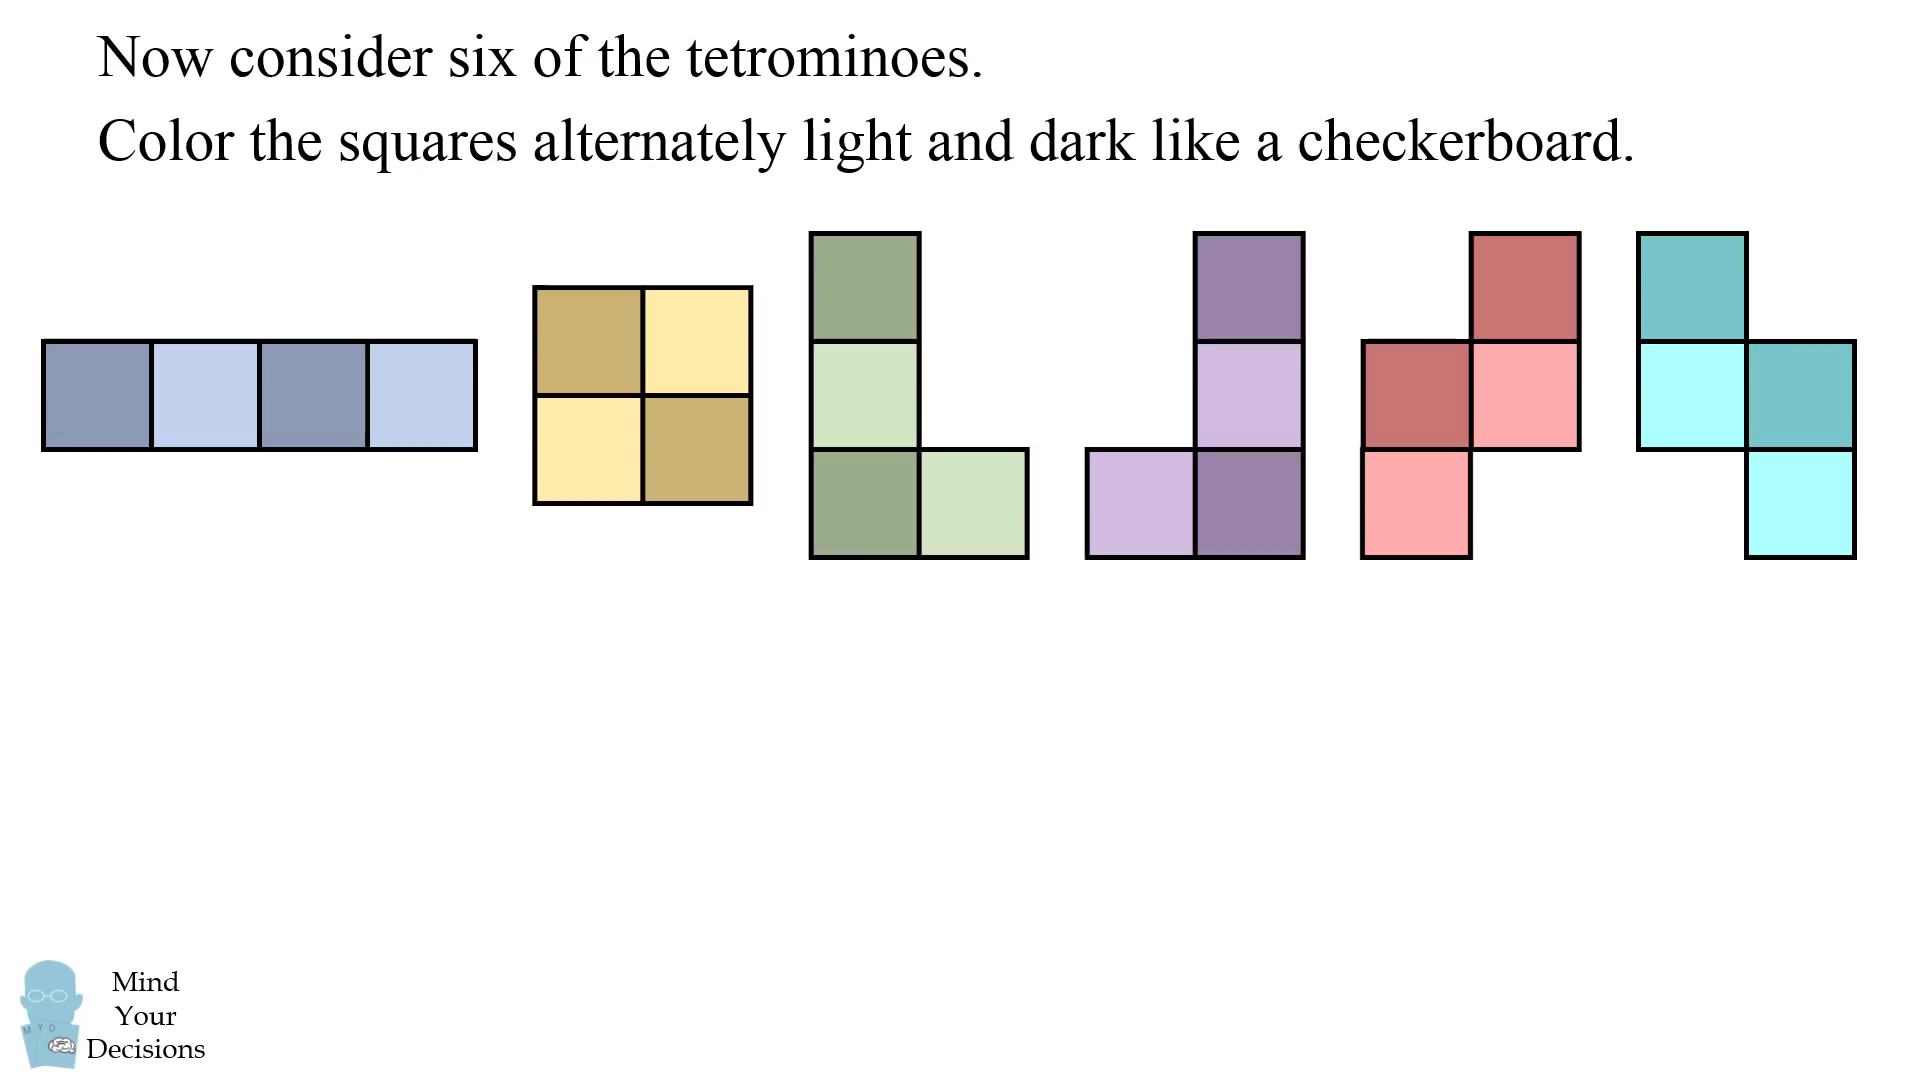 Now consider six of the tetrominoes.
Color the squares alternately light and dark like a checkerboard.
M Y D
Mind
Your
Decisions